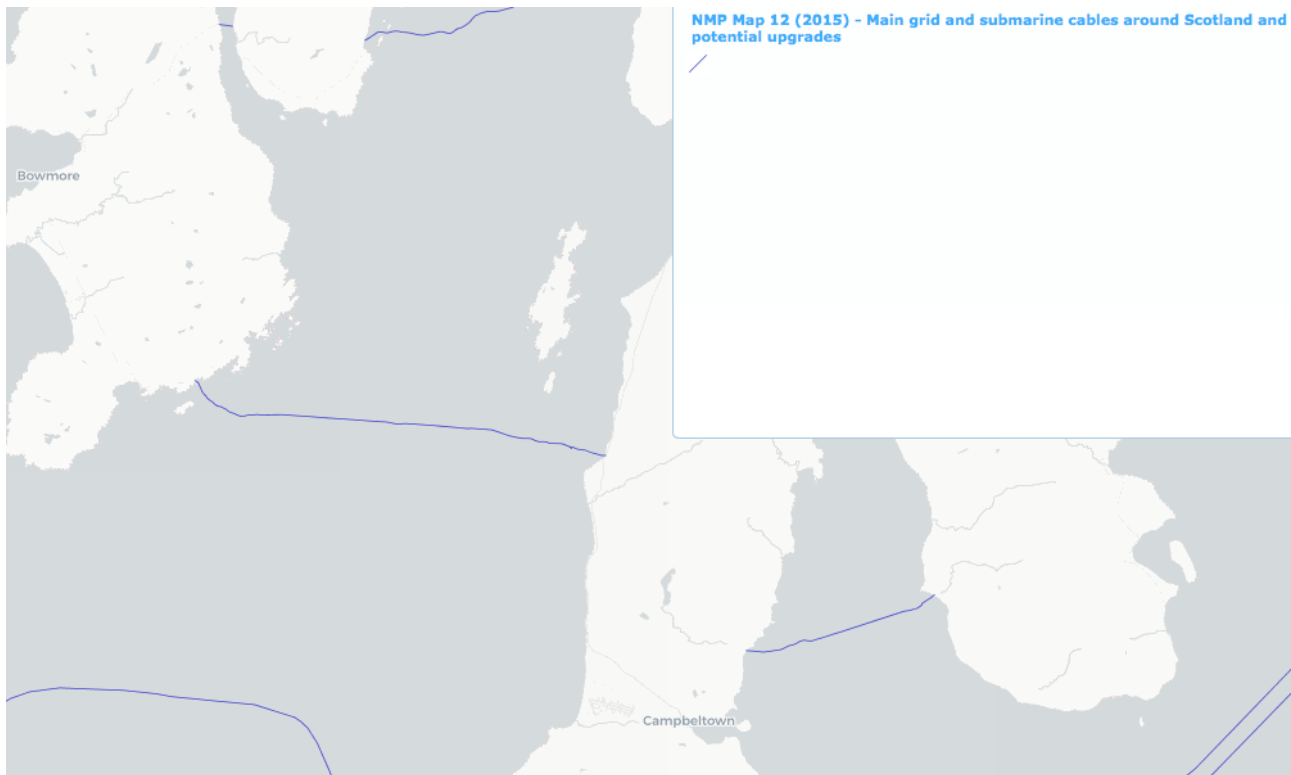 NMP Map 12 (2015) - Main grid and submarine cables around Scotland and
potential upgrades
Bowmore
Campbeltown